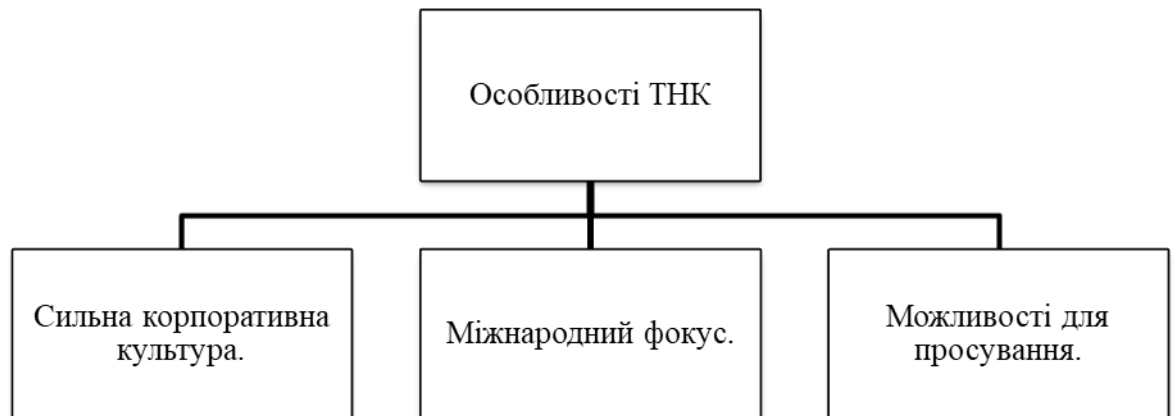 Особливості ТНК
Сильна корпоративна
культура.
Міжнародний фокус.
Можливості для
просування.